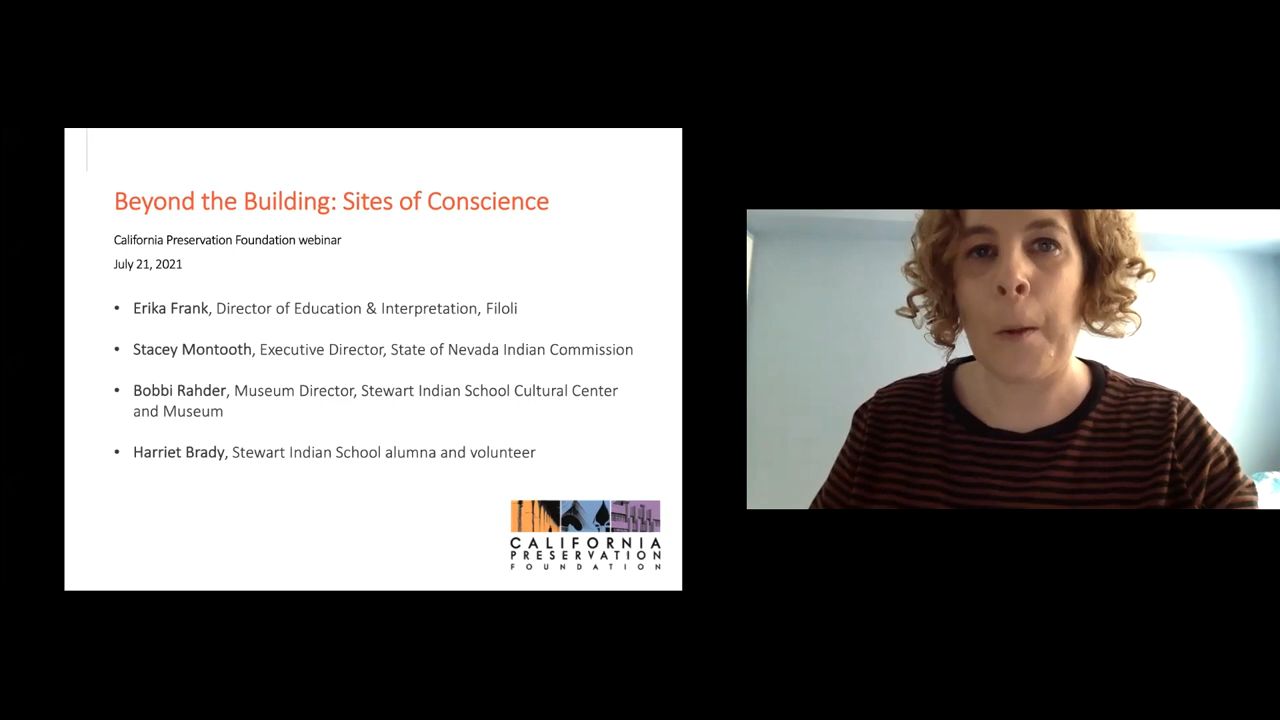 Beyond the Building: Sites of Conscience
California Preservation Foundation webinar
July 21, 2021
• Erika Frank, Director of Education & Interpretation, Filoli
• Stacey Montooth, Executive Director, State of Nevada Indian Commission
• Bobbi Rahder, Museum Director, Stewart Indian School Cultural Center
and Museum
• Harriet Brady, Stewart Indian School alumna and volunteer
CALIFORNIA
PRESERVATION
FOUNDATION